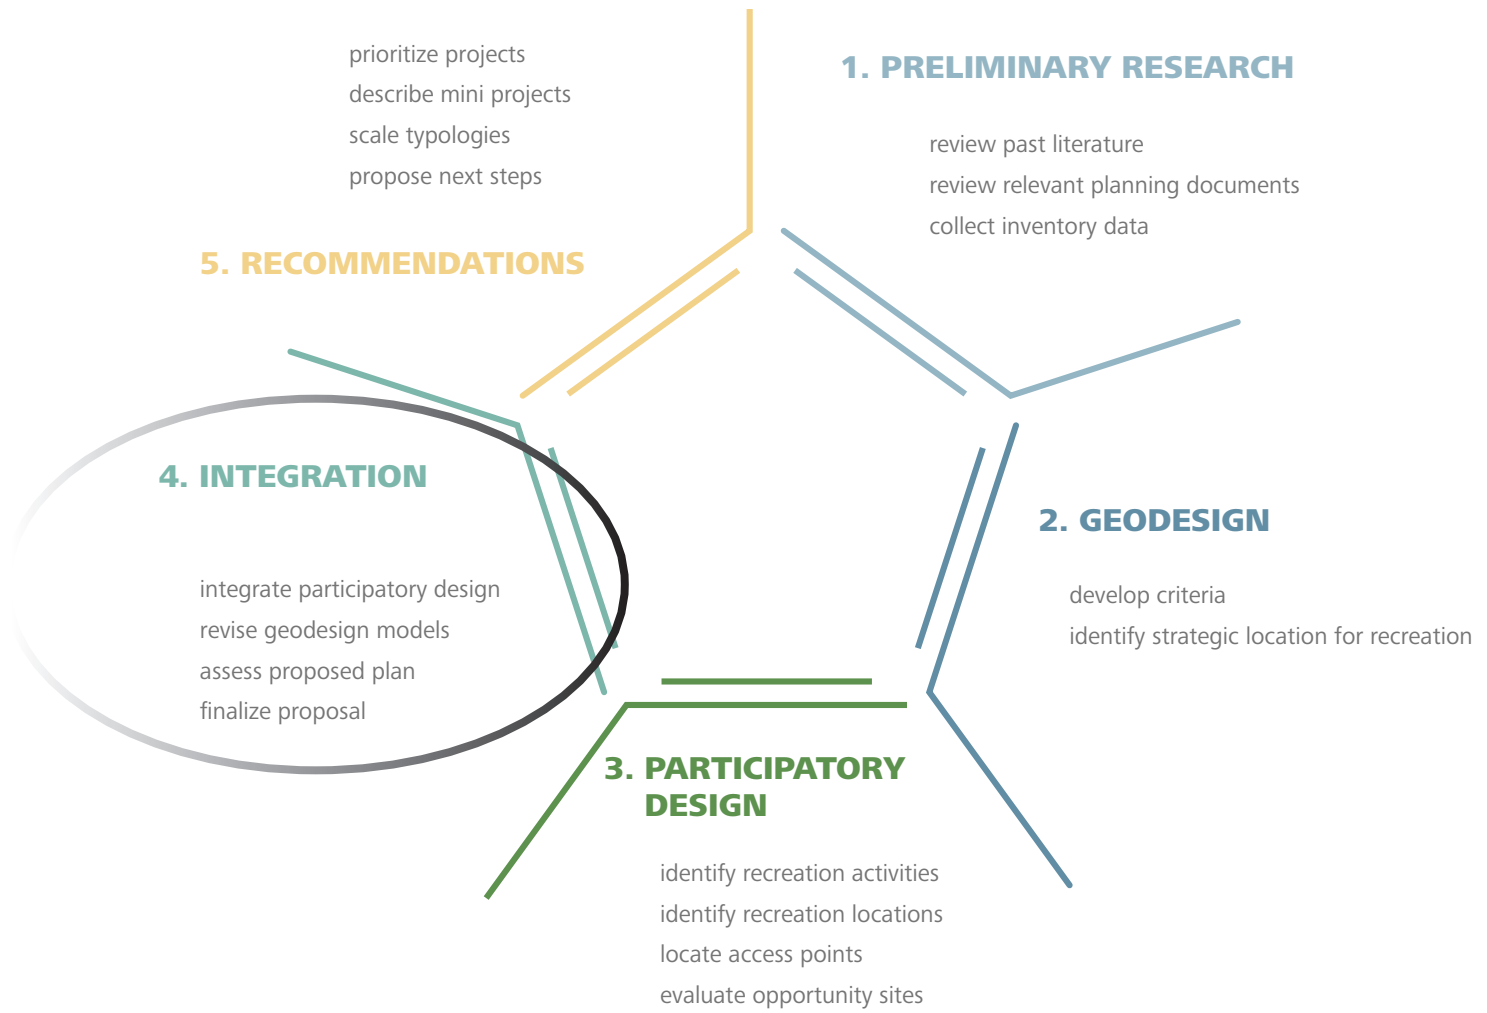 1. PRELIMINARY RESEARCH
review past literature
review relevant planning documents
collect inventory data
2. GEODESIGN
develop criteria
identify strategic location for recreation
3. PARTICIPATORY
DESIGN
identify recreation activities
identify recreation locations
locate access points
evaluate opportunity sites
4. INTEGRATION
integrate participatory design
revise geodesign models
assess proposed plan
finalize proposal
5. RECOMMENDATIONS
prioritize projects
describe mini projects
scale typologies
propose next steps